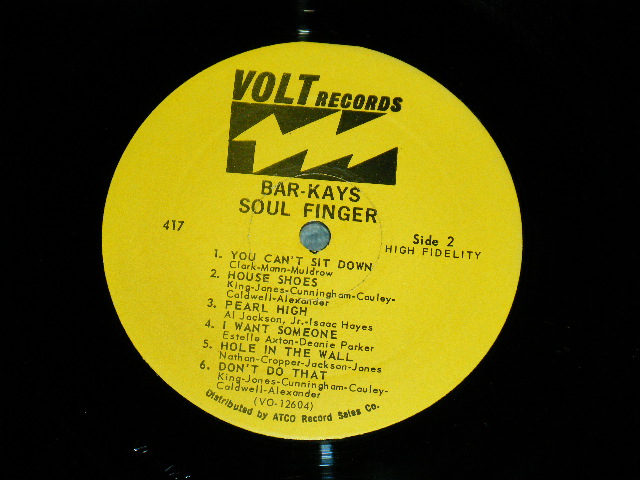 VOLT RECORDS
BAR-KAYS
SOUL FINGER
417
Side 2
HIGH FIDELITY
1. YOU CAN'T SIT DOWN
Clark-Mann-Muldrow
2. HOUSE SHOES
King-Jones-Cunningham-Cauley-
Caldwell-Alexander
3. PEARL HIGH
Al Jackson, Jr.-Isaac Hayes
4. I WANT SOMEONE
Estelle Axton-Deanie Parker
5. HOLE IN THE WALL
Nathan-Cropper-Jackson-Jones
6. DON'T DO THAT
King-Jones-Cunningham-Cauley-
Caldwell-Alexander
(VO-12604)
Distributed by ATCO Record Sales Co.